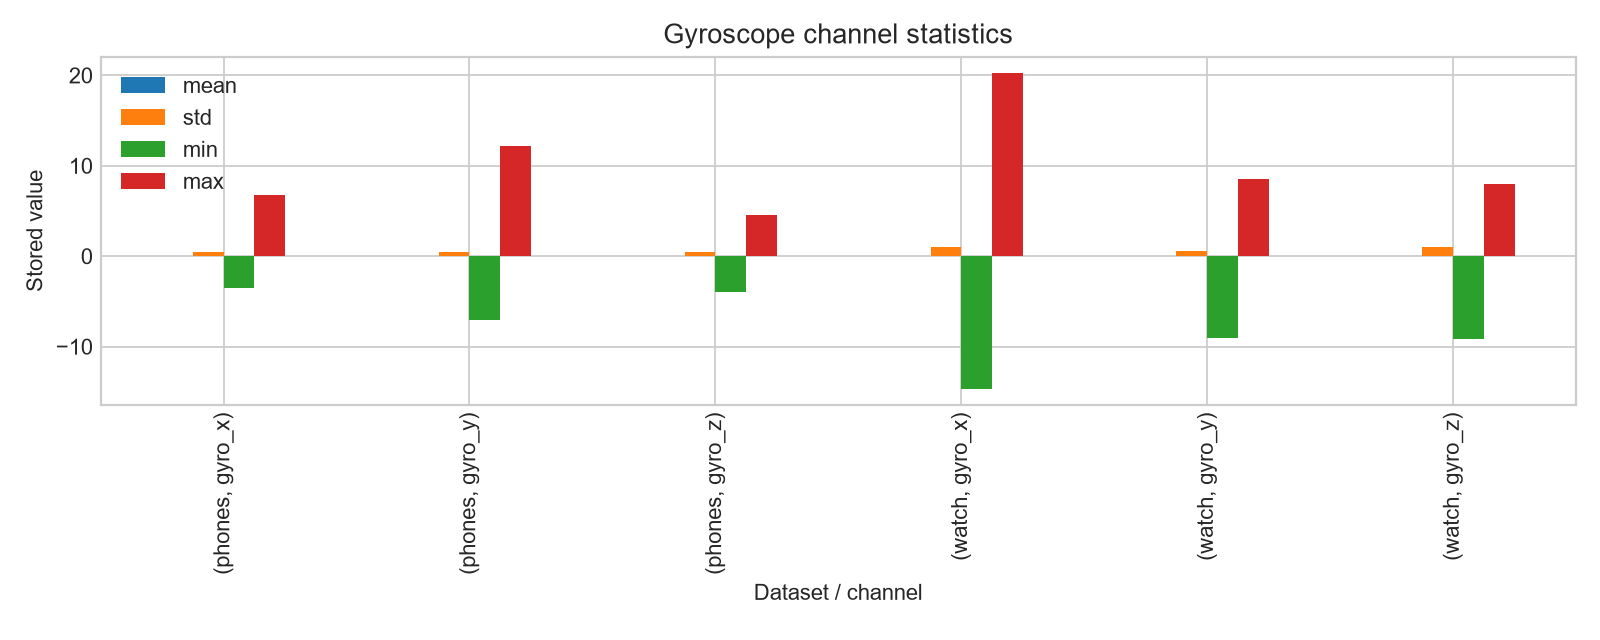 Gyroscope channel statistics
mean
std
min
max
20
10
0
−10
Stored value
(phones, gyro_x)
(phones, gyro_y)
(phones, gyro_z)
(watch, gyro_x)
(watch, gyro_y)
(watch, gyro_z)
Dataset / channel